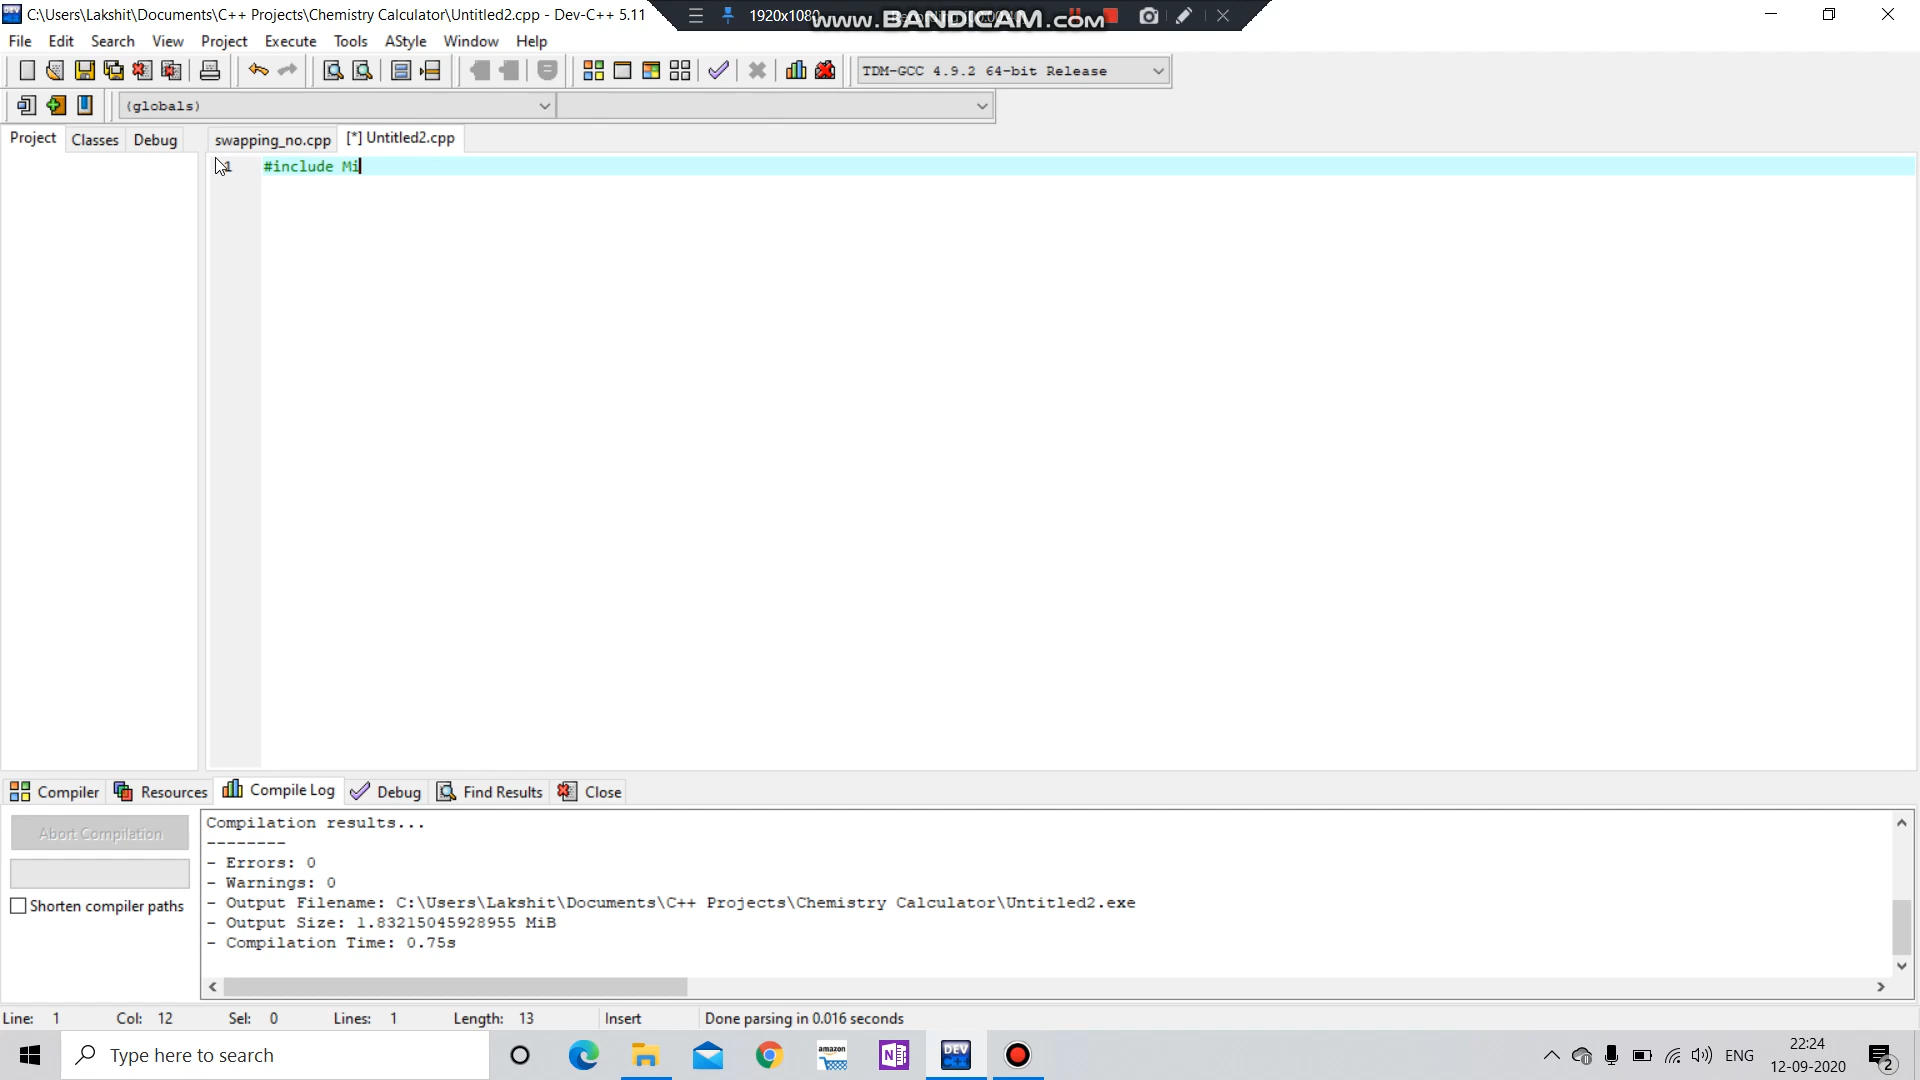 C:\Users\Lakshit\Documents\C++ Projects\Chemistry Calculator\Untitled2.cpp - Dev-C++ 5.11
1920x1080
www.BANDICAM.com
File Edit Search View Project Execute Tools AStyle Window Help
TDM-GCC 4.9.2 64-bit Release
(globals)
Project Classes Debug swapping_no.cpp [*] Untitled2.cpp
1 #include Mi
Compiler Resources Compile Log Debug Find Results Close
Abort Compilation
Shorten compiler paths
Compilation results...
--------
- Errors: 0
- Warnings: 0
- Output Filename: C:\Users\Lakshit\Documents\C++ Projects\Chemistry Calculator\Untitled2.exe
- Output Size: 1.83215045928955 MiB
- Compilation Time: 0.75s
Line: 1 Col: 12 Sel: 0 Lines: 1 Length: 13 Insert Done parsing in 0.016 seconds
Type here to search
amazon
N
DEV C++
ENG
22:24
12-09-2020
2